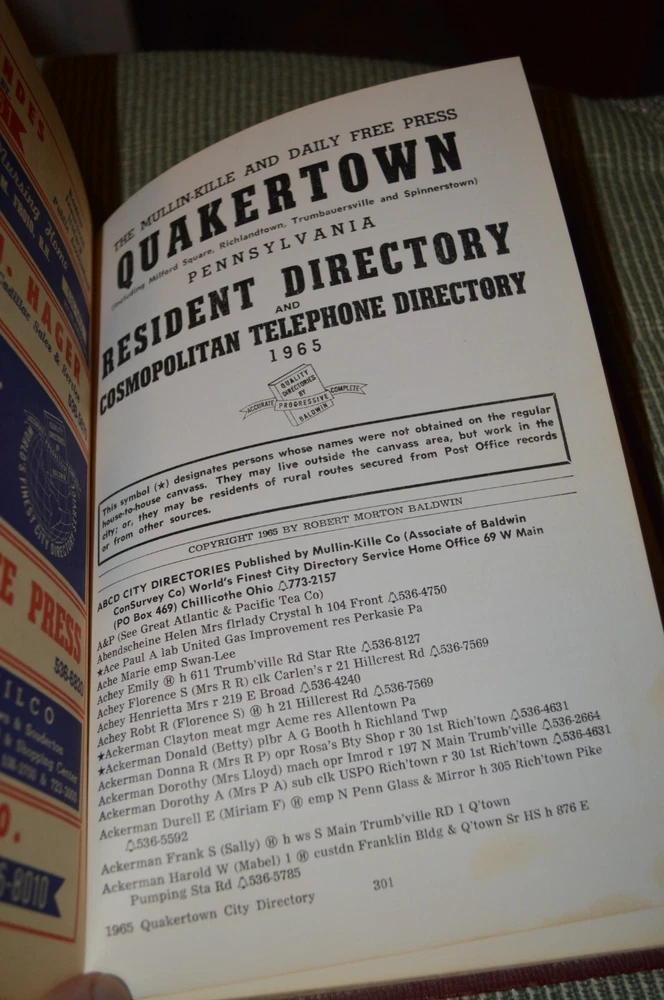 THE MULLIN-KILLE AND DAILY FREE PRESS
QUAKERTOWN
(Including Milford Square, Richlandtown, Trumbauersville and Spinnerstown)
PENNSYLVANIA
RESIDENT DIRECTORY
AND
COSMOPOLITAN TELEPHONE DIRECTORY
1965
QUALITY
DIRECTORIES
BY
ACCURATE PROGRESSIVE COMPLETE
BALDWIN
This symbol (★) designates persons whose names were not obtained on the regular
house-to-house canvass. They may live outside the canvass area, but work in the
city; or, they may be residents of rural routes secured from Post Office records
or from other sources.
COPYRIGHT 1965 BY ROBERT MORTON BALDWIN
ABCD CITY DIRECTORIES Published by Mullin-Kille Co (Associate of Baldwin
ConSurvey Co) World's Finest City Directory Service Home Office 69 W Main
(PO Box 469) Chillicothe Ohio △773-2157
A&P (See Great Atlantic & Pacific Tea Co)
Abendscheine Helen Mrs flrlady Crystal h 104 Front △536-4750
★Ace Paul A lab United Gas Improvement res Perkasie Pa
Ache Marie emp Swan-Lee
Achey Emily Ⓗ h 611 Trumb'ville Rd Star Rte △536-8127
Achey Florence S (Mrs R R) clk Carlen's r 21 Hillcrest Rd △536-7569
Achey Henrietta Mrs r 219 E Broad △536-4240
Achey Robt R (Florence S) Ⓗ h 21 Hillcrest Rd △536-7569
★Ackerman Clayton meat mgr Acme res Allentown Pa
★Ackerman Donald (Betty) plbr A G Booth h Richland Twp
Ackerman Donna R (Mrs R P) opr Rosa's Bty Shop r 30 1st Rich'town △536-4631
Ackerman Dorothy (Mrs Lloyd) mach opr Imrod r 197 N Main Trumb'ville △536-2664
Ackerman Dorothy A (Mrs P A) sub clk USPO Rich'town r 30 1st Rich'town △536-4631
Ackerman Durell E (Miriam F) Ⓗ emp N Penn Glass & Mirror h 305 Rich'town Pike
△536-5592
Ackerman Frank S (Sally) Ⓗ h ws S Main Trumb'ville RD 1 Q'town
Ackerman Harold W (Mabel) 1 Ⓗ custdn Franklin Bldg & Q'town Sr HS h 876 E
Pumping Sta Rd △536-5785
1965 Quakertown City Directory 301
Nursing Home
HAGER
Sales & Service
WORLD'S FINEST CITY DIRECTORY
PRESS
536-6820
& Shopping Center